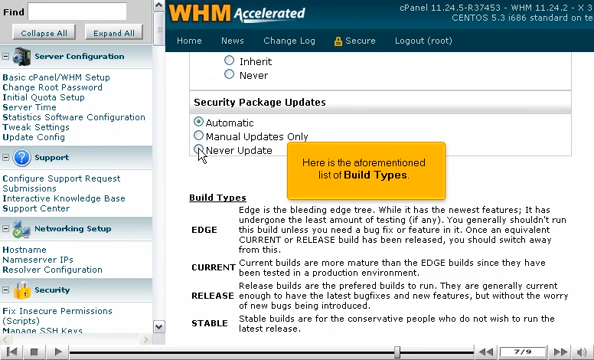 Find
Collapse All
Expand All
Server Configuration
Basic cPanel/WHM Setup
Change Root Password
Initial Quota Setup
Server Time
Statistics Software Configuration
Tweak Settings
Update Config
Support
Configure Support Request
Submissions
Interactive Knowledge Base
Support Center
Networking Setup
Hostname
Nameserver IPs
Resolver Configuration
Security
Fix Insecure Permissions
(Scripts)
Manage SSH Keys
WHM Accelerated
cPanel 11.24.5-R37453 - WHM 11.24.2 - X 3
CENTOS 5.3 i686 standard on
Home News Change Log Secure Logout (root)
Inherit
Never
Security Package Updates
Automatic
Manual Updates Only
Never Update
Here is the aforementioned
list of Build Types.
Build Types
EDGE
Edge is the bleeding edge tree. While it has the newest features; It has
undergone the least amount of testing (if any). You generally shouldn't run
this build unless you need a bug fix or feature in it. Once an equivalent
CURRENT or RELEASE build has been released, you should switch away
from this.
CURRENT
Current builds are more mature than the EDGE builds since they have
been tested in a production environment.
RELEASE
Release builds are the prefered builds to run. They are generally current
enough to have the latest bugfixes and new features, but without the worry
of new bugs being introduced.
STABLE
Stable builds are for the conservative people who do not wish to run the
latest release.
7/9